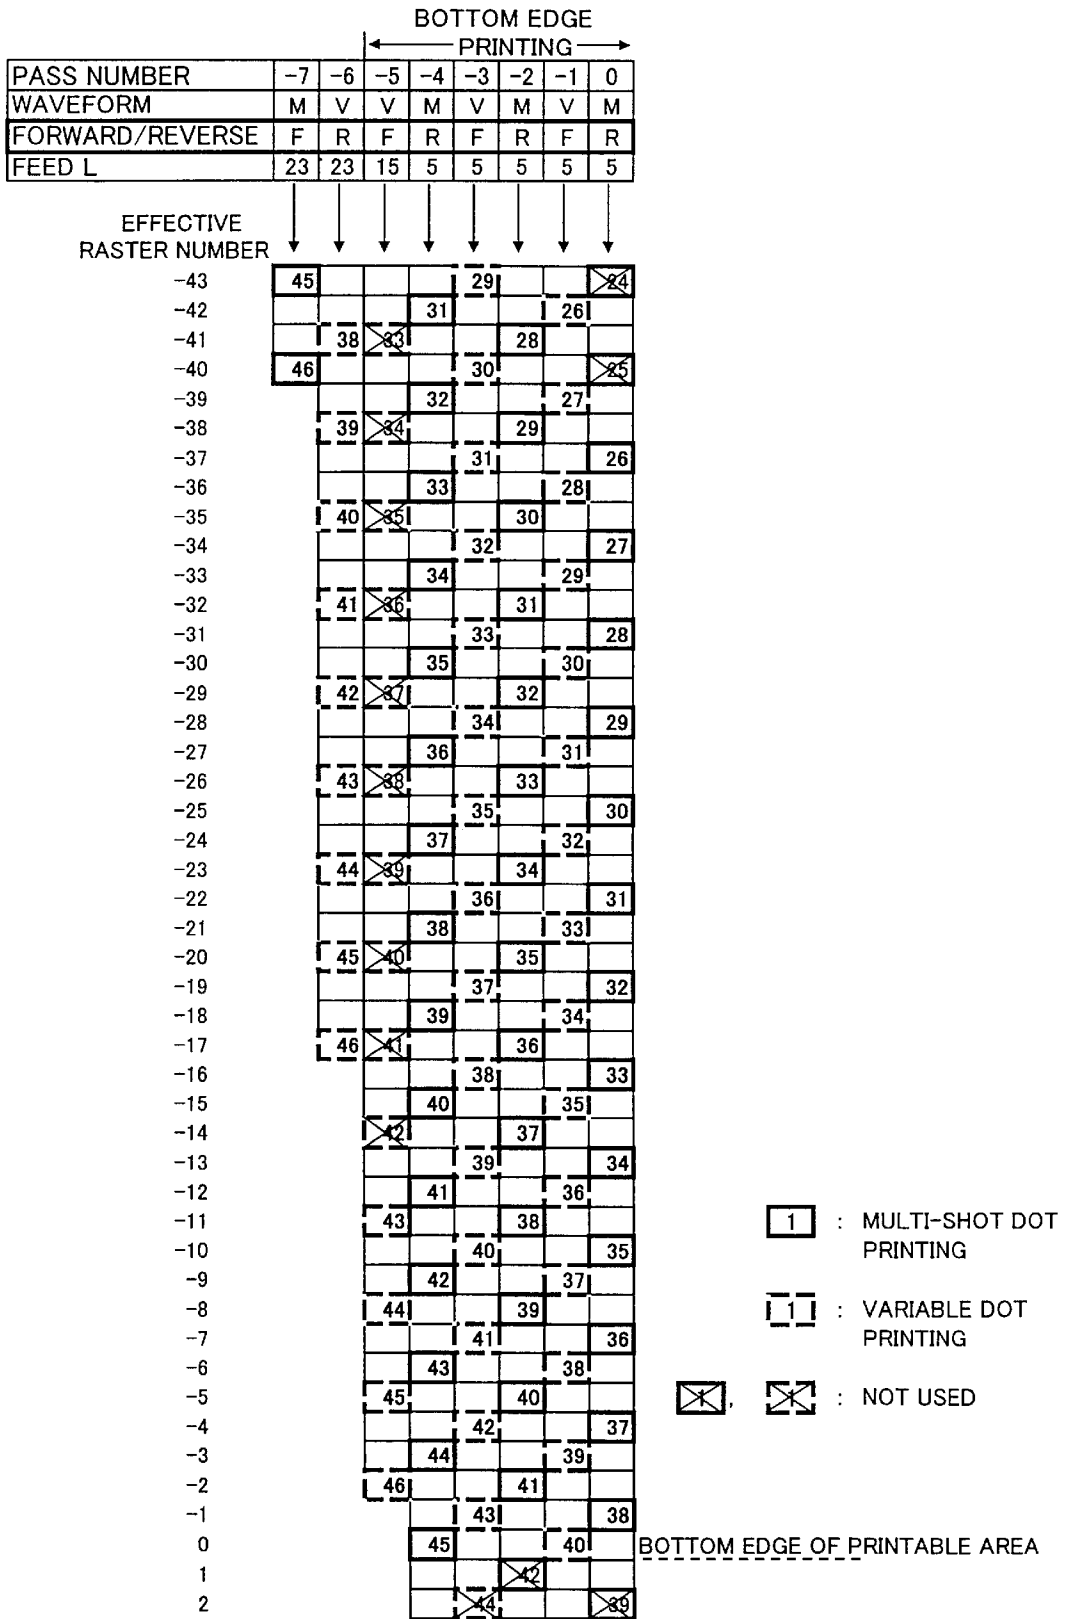 BOTTOM EDGE
PRINTING
PASS NUMBER -7 -6 -5 -4 -3 -2 -1 0
WAVEFORM M V V M V M V M
FORWARD/REVERSE F R F R F R F R
FEED L 23 23 15 5 5 5 5 5
EFFECTIVE
RASTER NUMBER
-43 45 29 24
-42 31 26
-41 38 33 28
-40 46 30 25
-39 32 27
-38 39 34 29
-37 31 26
-36 33 28
-35 40 35 30
-34 32 27
-33 34 29
-32 41 36 31
-31 33 28
-30 35 30
-29 42 37 32
-28 34 29
-27 36 31
-26 43 38 33
-25 35 30
-24 37 32
-23 44 39 34
-22 36 31
-21 38 33
-20 45 40 35
-19 37 32
-18 39 34
-17 46 41 36
-16 38 33
-15 40 35
-14 42 37
-13 39 34
-12 41 36
-11 43 38
-10 40 35
-9 42 37
-8 44 39
-7 41 36
-6 43 38
-5 45 40
-4 42 37
-3 44 39
-2 46 41
-1 43 38
0 45 40 BOTTOM EDGE OF PRINTABLE AREA
1 42
2 44 39
1 : MULTI-SHOT DOT
PRINTING
1 : VARIABLE DOT
PRINTING
1, 1 : NOT USED